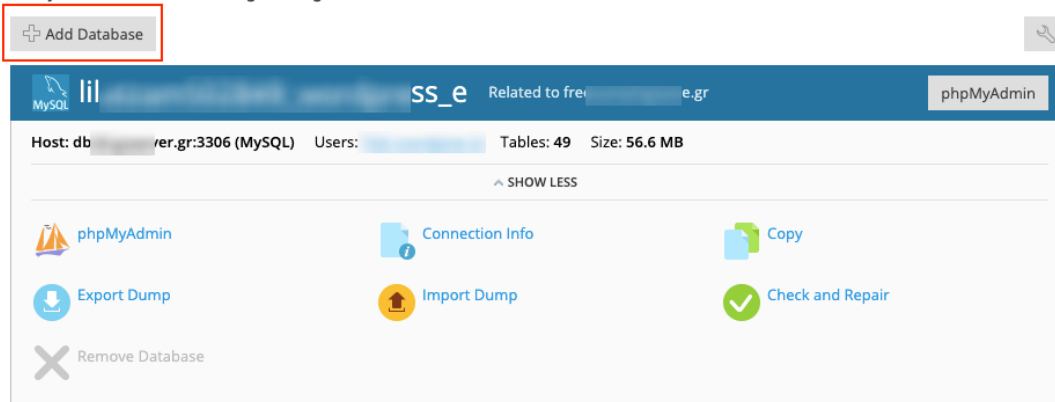 Add Database
MySQL lil ss_e Related to fre e.gr phpMyAdmin
Host: db ver.gr:3306 (MySQL) Users: Tables: 49 Size: 56.6 MB
SHOW LESS
phpMyAdmin Connection Info Copy
Export Dump Import Dump Check and Repair
Remove Database